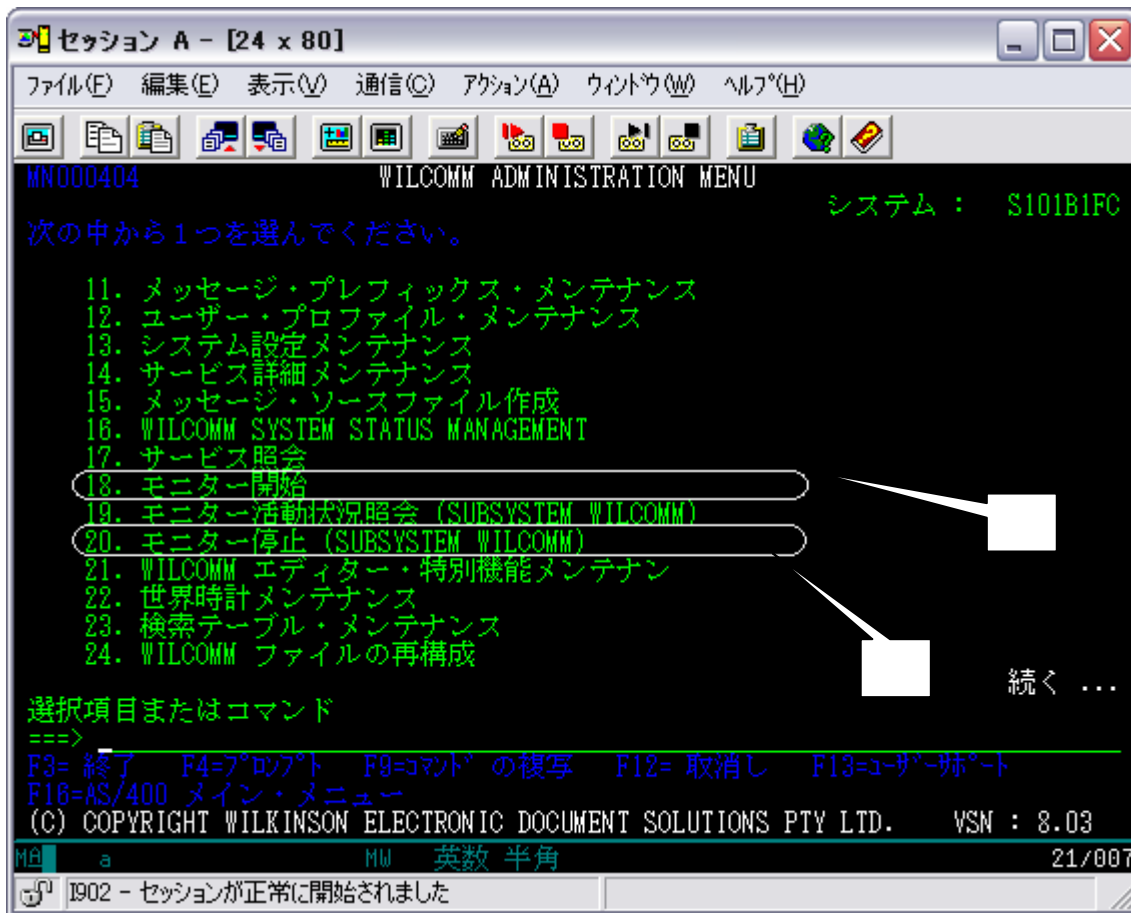 セッション A - [24 x 80]
ファイル(F) 編集(E) 表示(V) 通信(C) アクション(A) ウィンドウ(W) ヘルプ(H)
MN000404 WILCOMM ADMINISTRATION MENU
システム : S101B1FC
次の中から1つを選んでください。
11. メッセージ・プレフィックス・メンテナンス
12. ユーザー・プロファイル・メンテナンス
13. システム設定メンテナンス
14. サービス詳細メンテナンス
15. メッセージ・ソースファイル作成
16. WILCOMM SYSTEM STATUS MANAGEMENT
17. サービス照会
18. モニター開始
19. モニター活動状況照会 (SUBSYSTEM WILCOMM)
20. モニター停止 (SUBSYSTEM WILCOMM)
21. WILCOMM エディター・特別機能メンテナン
22. 世界時計メンテナンス
23. 検索テーブル・メンテナンス
24. WILCOMM ファイルの再構成
続く ...
選択項目またはコマンド
===>
F3= 終了 F4=プロンプト F9=コマンド の複写 F12= 取消し F13=ユーザーサポート
F16=AS/400 メイン・メニュー
(C) COPYRIGHT WILKINSON ELECTRONIC DOCUMENT SOLUTIONS PTY LTD. VSN : 8.03
MA a MW 英数 半角 21/007
I902 - セッションが正常に開始されました